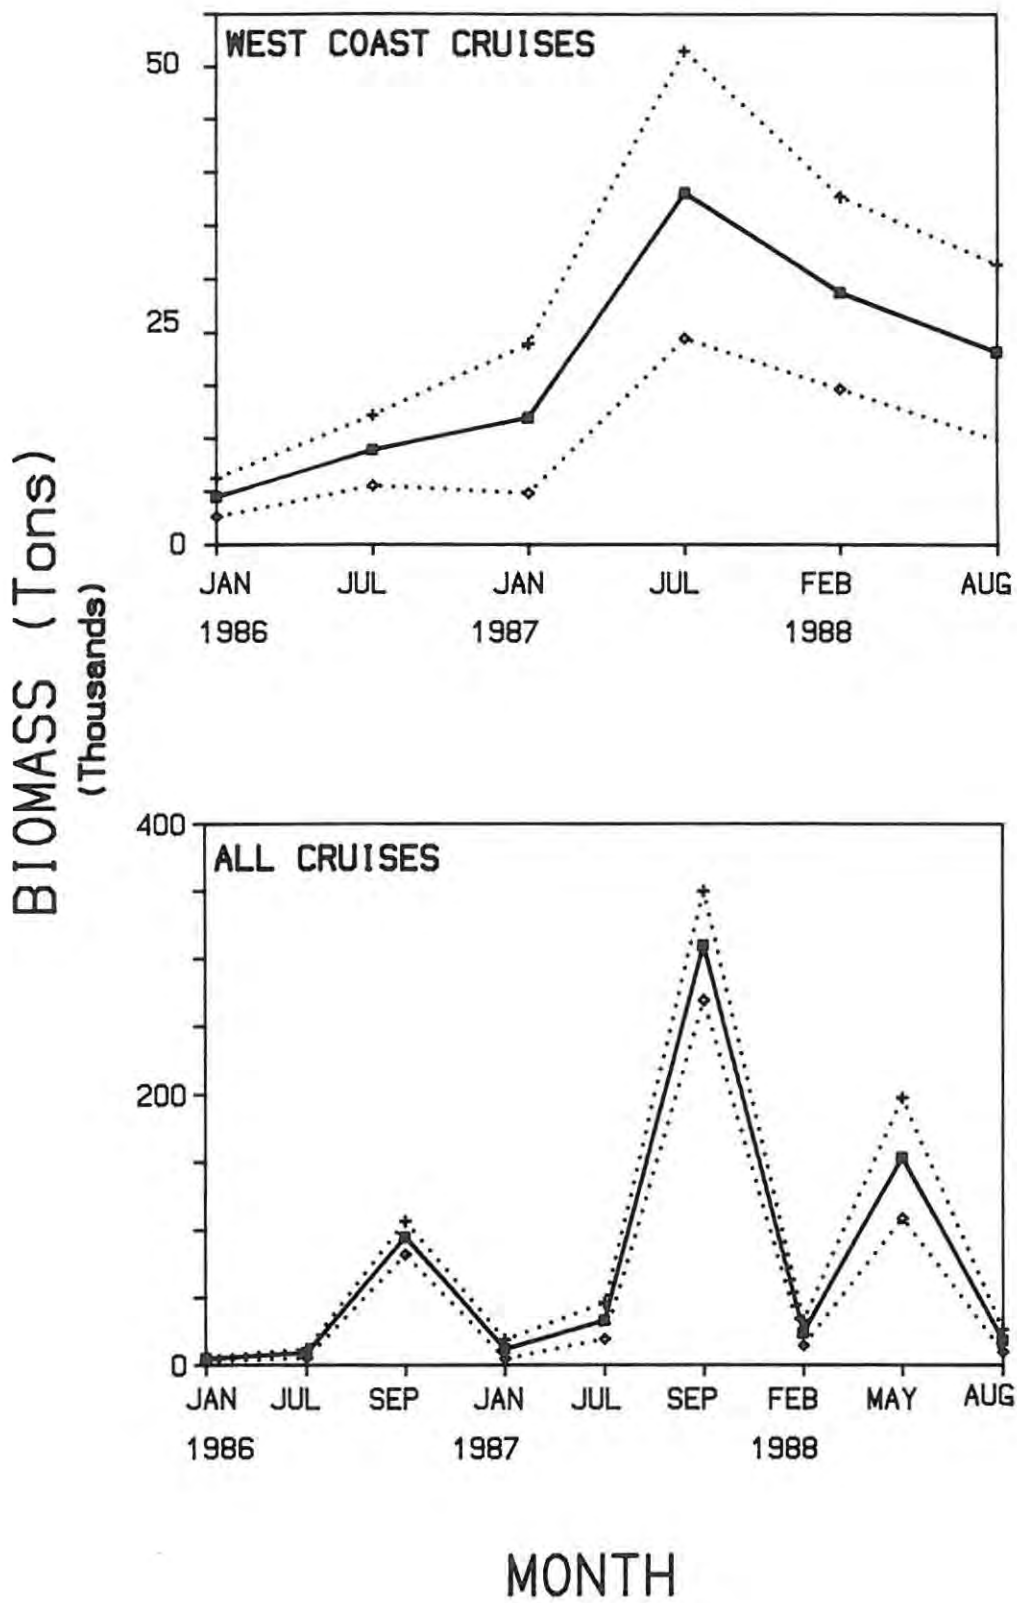 BIOMASS (Tons)
(Thousands)
WEST COAST CRUISES
50
25
0
JAN JUL JAN JUL FEB AUG
1986 1987 1988
400
ALL CRUISES
200
0
JAN JUL SEP JAN JUL SEP FEB MAY AUG
1986 1987 1988
MONTH